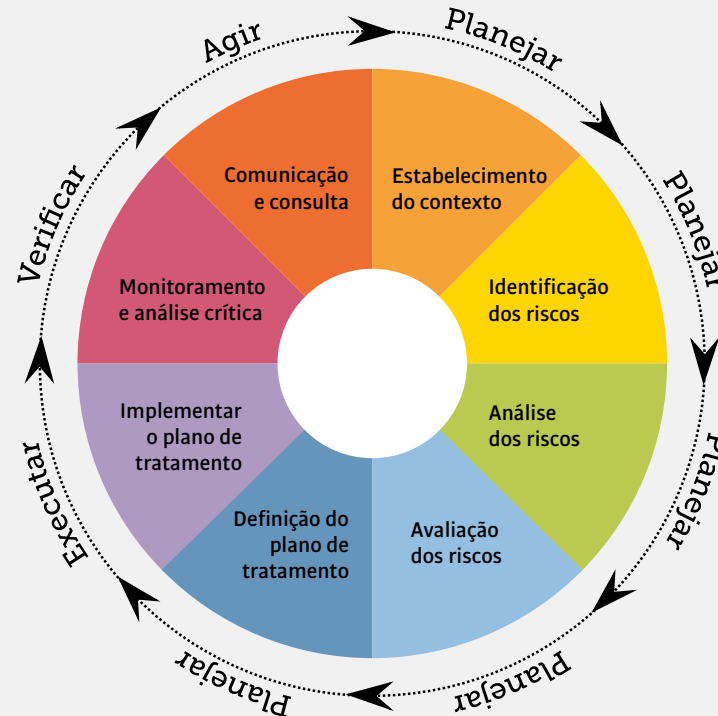 Agir
Planejar
Planejar
Planejar
Planejar
Planejar
Executar
Verificar
Comunicação
e consulta
Estabelecimento
do contexto
Identificação
dos riscos
Análise
dos riscos
Avaliação
dos riscos
Definição do
plano de
tratamento
Implementar
o plano de
tratamento
Monitoramento
e análise crítica